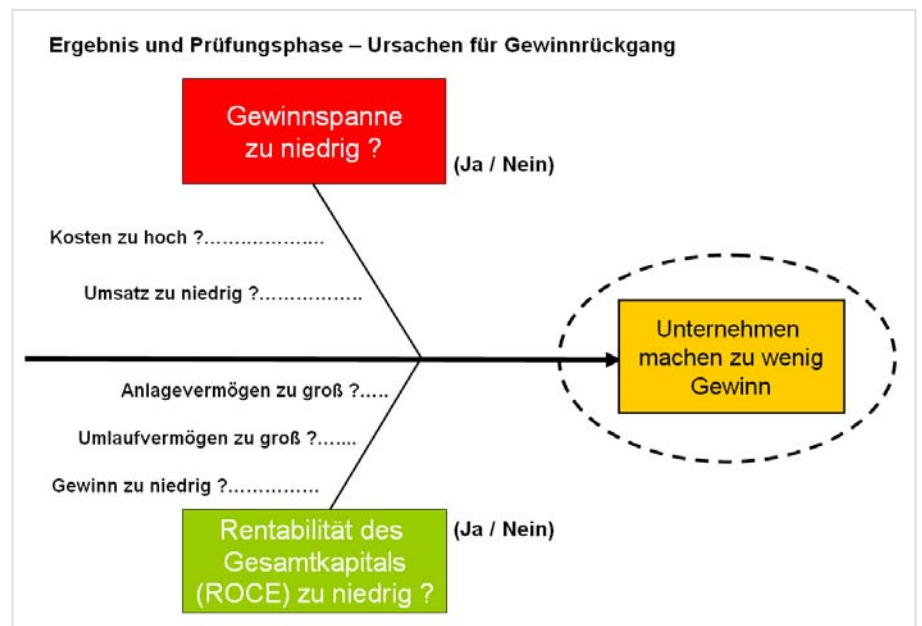 Ergebnis und Prüfungsphase – Ursachen für Gewinnrückgang
Gewinnspanne
zu niedrig ?
(Ja / Nein)
Kosten zu hoch ?.....................
Umsatz zu niedrig ?..................
Unternehmen
machen zu wenig
Gewinn
Anlagevermögen zu groß ?.....
Umlaufvermögen zu groß ?.......
Gewinn zu niedrig ?...............
Rentabilität des
Gesamtkapitals
(ROCE) zu niedrig ?
(Ja / Nein)